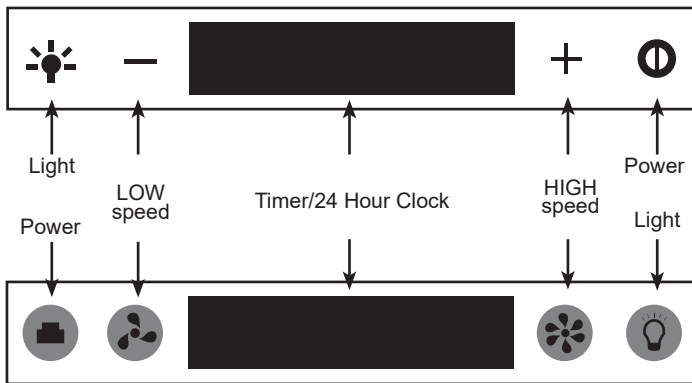 Light
Power
LOW
speed
Timer/24 Hour Clock
HIGH
speed
Power
Light